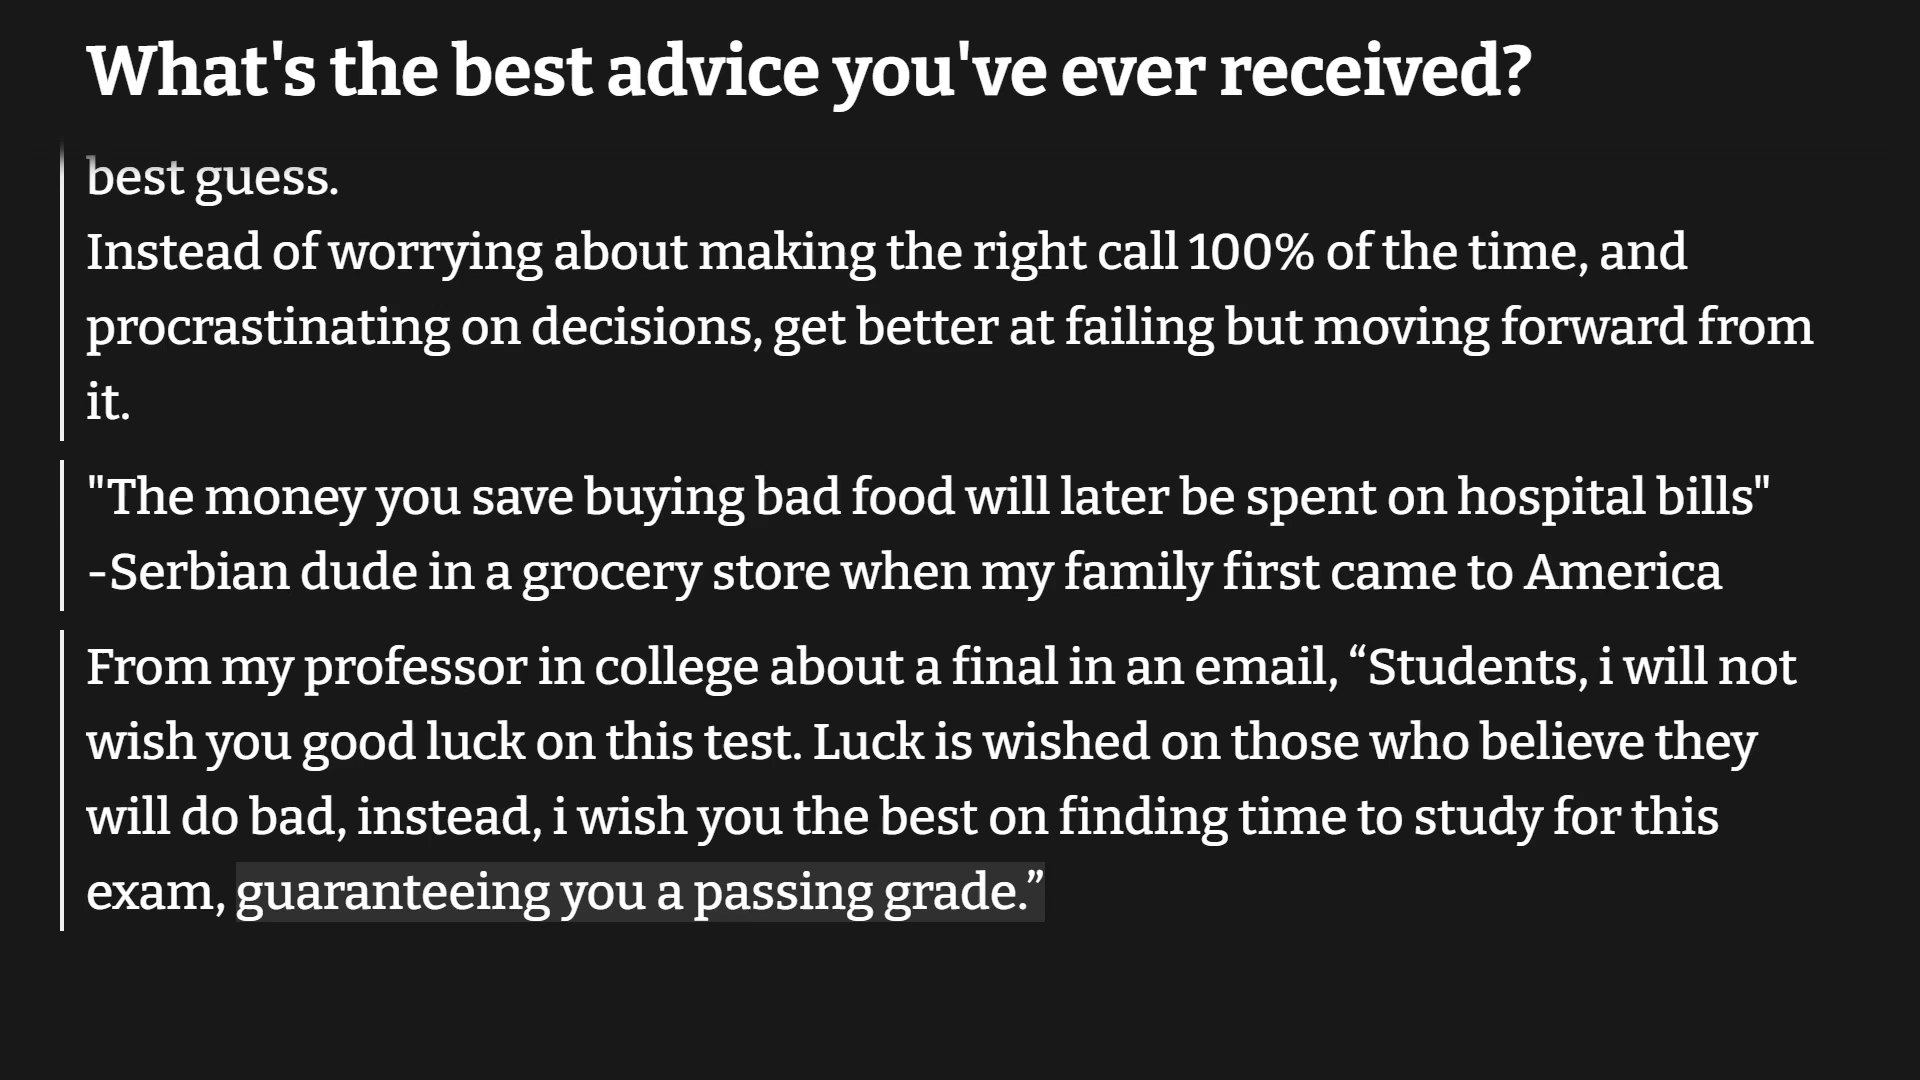 What's the best advice you've ever received?
best guess.
Instead of worrying about making the right call 100% of the time, and
procrastinating on decisions, get better at failing but moving forward from
it.
"The money you save buying bad food will later be spent on hospital bills"
-Serbian dude in a grocery store when my family first came to America
From my professor in college about a final in an email, “Students, i will not
wish you good luck on this test. Luck is wished on those who believe they
will do bad, instead, i wish you the best on finding time to study for this
exam, guaranteeing you a passing grade.”